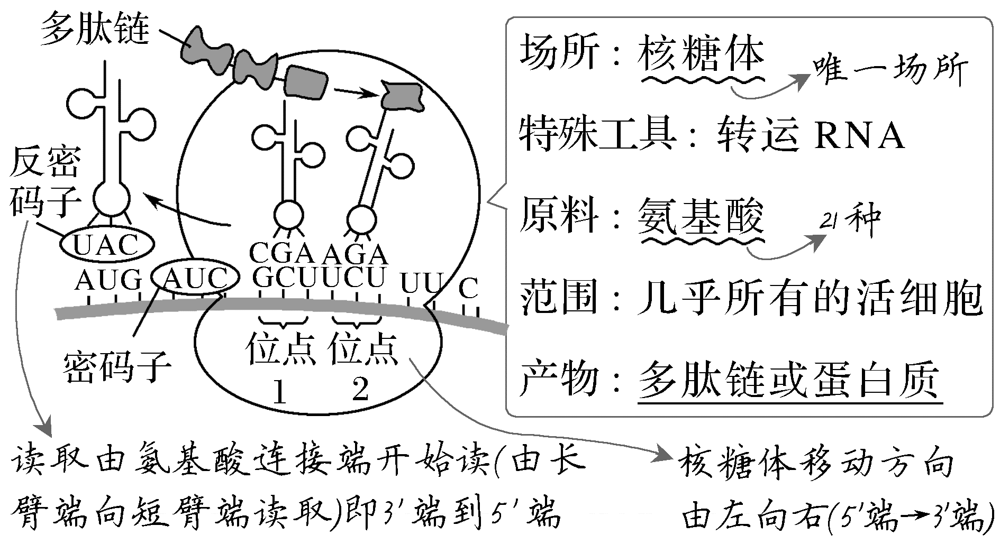 多肽链
反密
码子
UAC
CGA AGA
AUG AUC GCU UCU UU C
位点 位点
1 2
密码子
场所：核糖体 唯一场所
特殊工具：转运 RNA
原料：氨基酸 21种
范围：几乎所有的活细胞
产物：多肽链或蛋白质
读取由氨基酸连接端开始读(由长
臂端向短臂端读取)即3′端到5′端
核糖体移动方向
由左向右(5′端→3′端)